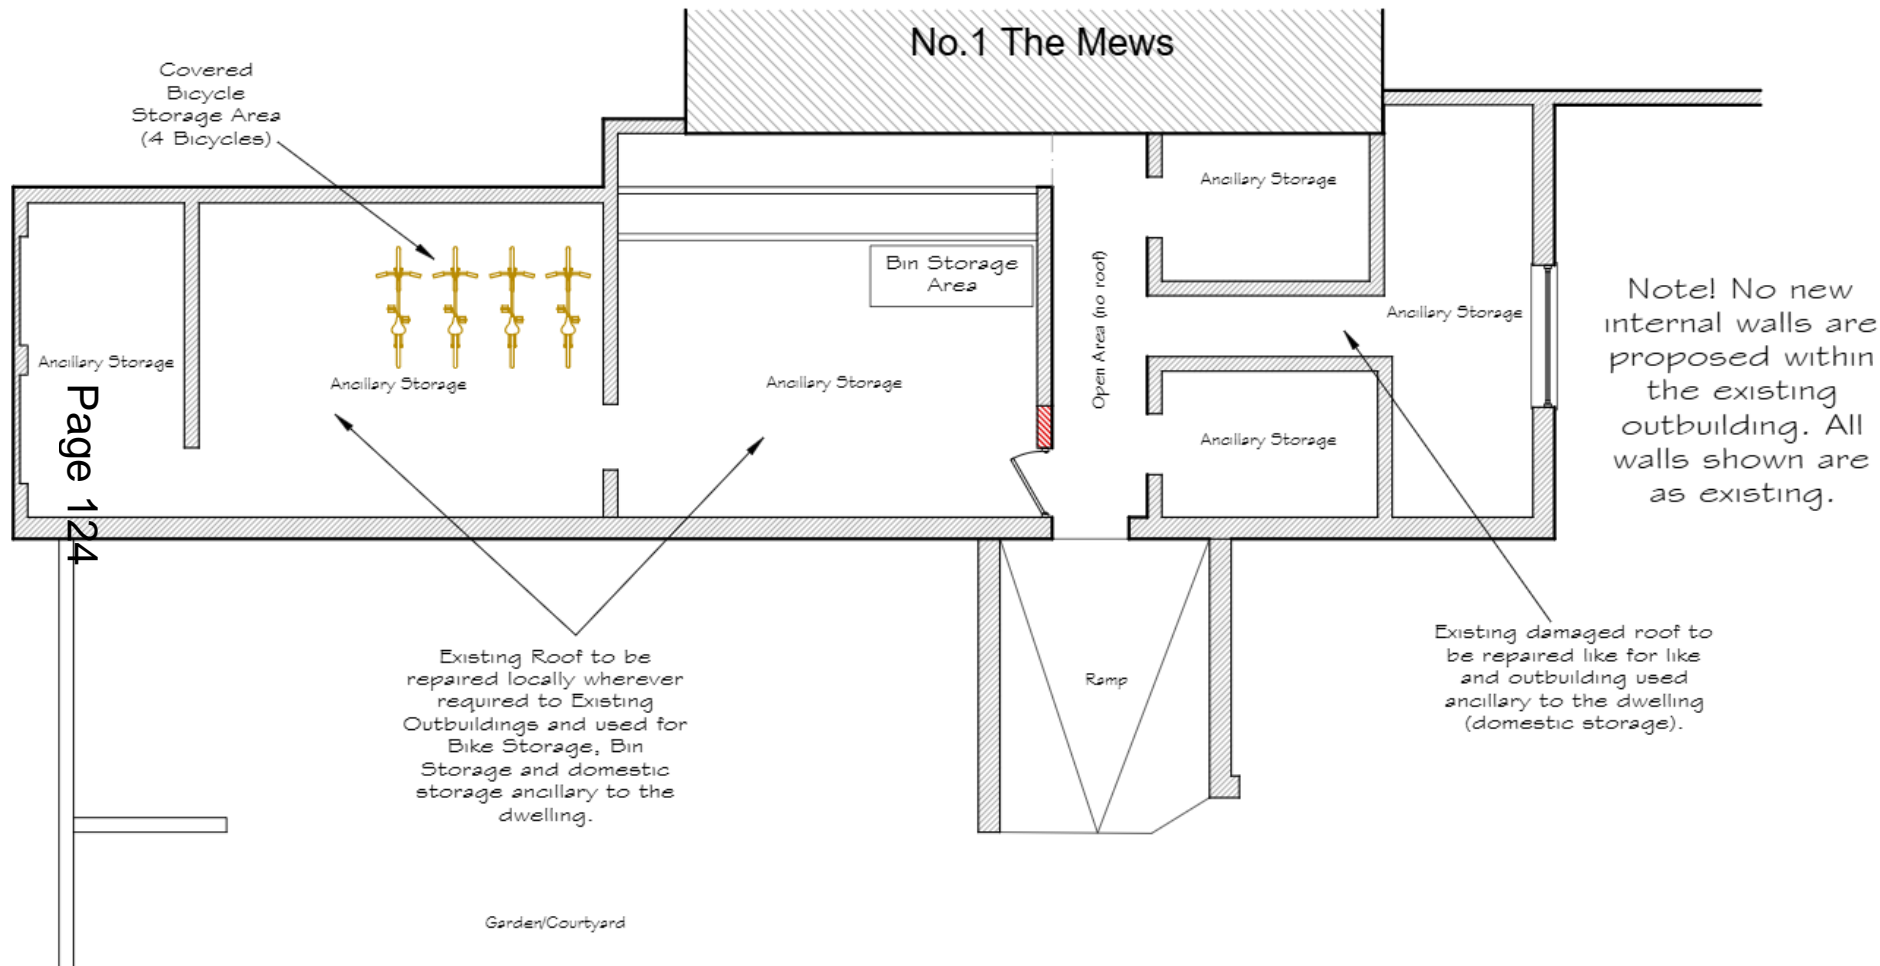 No.1 The Mews
Covered
Bicycle
Storage Area
(4 Bicycles)
Ancillary Storage
Bin Storage
Area
Open Area (no roof)
Ancillary Storage
Note! No new
internal walls are
proposed within
the existing
outbuilding. All
walls shown are
as existing.
Ancillary Storage
Ancillary Storage
Ancillary Storage
Ancillary Storage
Page 124
Ancillary Storage
Existing Roof to be
repaired locally wherever
required to Existing
Outbuildings and used for
Bike Storage, Bin
Storage and domestic
storage ancillary to the
dwelling.
Ramp
Existing damaged roof to
be repaired like for like
and outbuilding used
ancillary to the dwelling
(domestic storage).
Garden/Courtyard